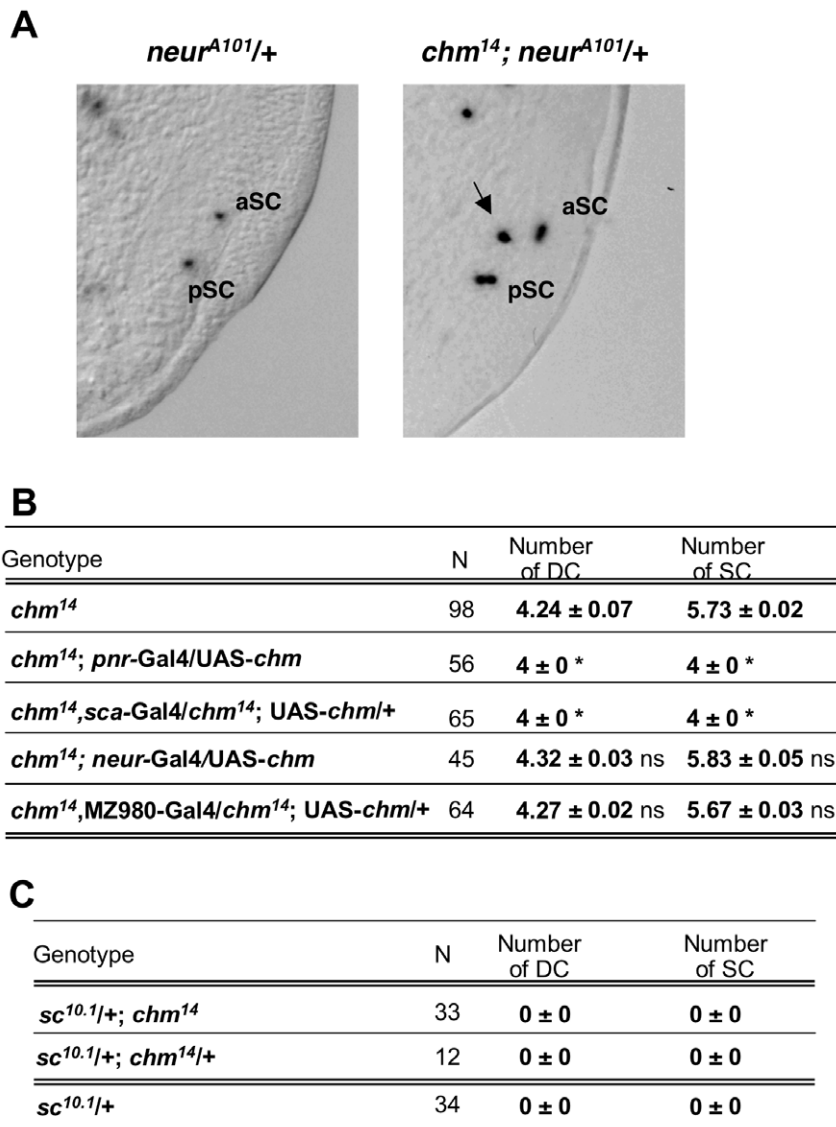 A
neurA101/+ chm14; neurA101/+
aSC
pSC
aSC
pSC
B
Genotype N Number of DC Number of SC
chm14 98 4.24 ± 0.07 5.73 ± 0.02
chm14; pnr-Gal4/UAS-chm 56 4 ± 0 * 4 ± 0 *
chm14,sca-Gal4/chm14; UAS-chm/+ 65 4 ± 0 * 4 ± 0 *
chm14; neur-Gal4/UAS-chm 45 4.32 ± 0.03 ns 5.83 ± 0.05 ns
chm14,MZ980-Gal4/chm14; UAS-chm/+ 64 4.27 ± 0.02 ns 5.67 ± 0.03 ns
C
Genotype N Number of DC Number of SC
sc10.1/+; chm14 33 0 ± 0 0 ± 0
sc10.1/+; chm14/+ 12 0 ± 0 0 ± 0
sc10.1/+ 34 0 ± 0 0 ± 0